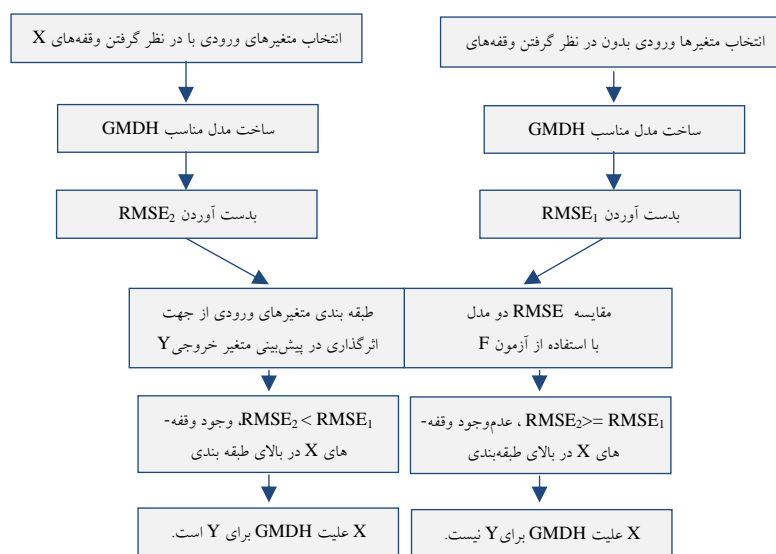 انتخاب متغیرها ورودی بدون در نظر گرفتن وقفه‌های
انتخاب متغیرهای ورودی با در نظر گرفتن وقفه‌های X
ساخت مدل مناسب GMDH
ساخت مدل مناسب GMDH
بدست آوردن RMSE₁
بدست آوردن RMSE₂
مقایسه RMSE دو مدل
با استفاده از آزمون F
طبقه بندی متغیرهای ورودی از جهت
اثرگذاری در پیش‌بینی متغیر خروجی Y
RMSE₂>= RMSE₁ ، عدم‌وجود وقفه-
های X در بالای طبقه‌بندی
RMSE₂ < RMSE₁، وجود وقفه-
های X در بالای طبقه بندی
X علیت GMDH برای Y نیست.
X علیت GMDH برای Y است.